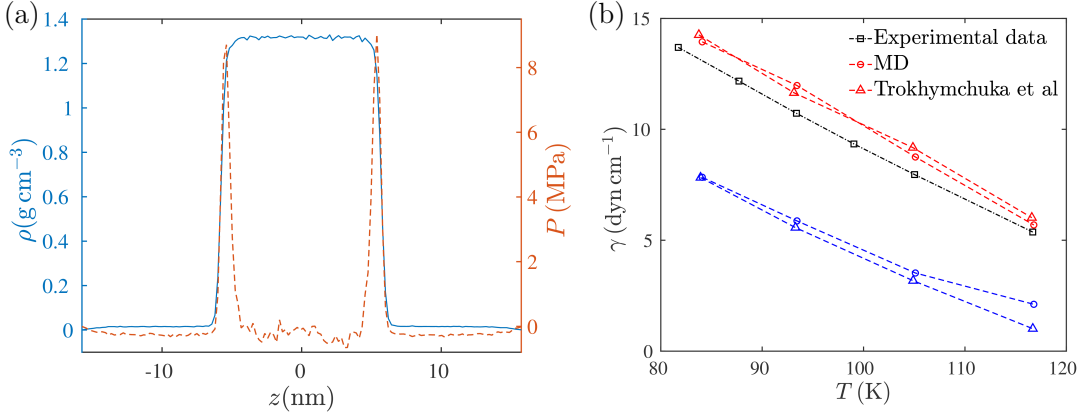 (a)
1.4
1.2
1
0.8
0.6
0.4
0.2
0
ρ(g cm⁻³)
-10
0
10
z(nm)
8
6
4
2
0
P (MPa)
(b)
15
10
5
0
γ (dyn cm⁻¹)
80
90
100
110
120
T (K)
Experimental data
MD
Trokhymchuka et al